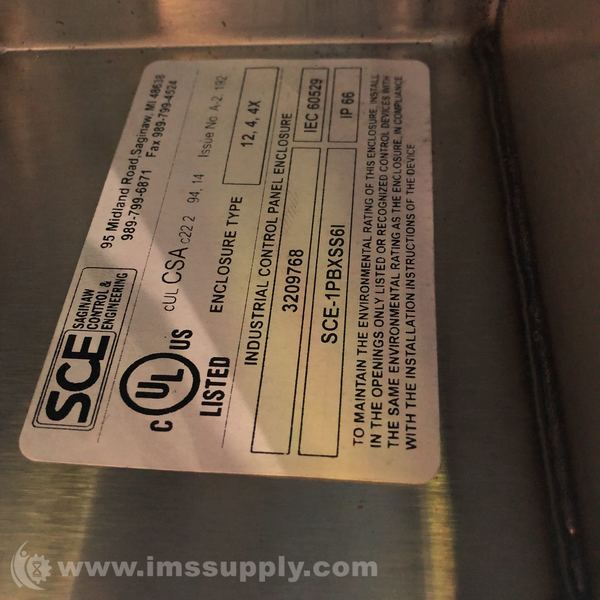 SCE
SAGINAW
CONTROL &
ENGINEERING
95 Midland Road, Saginaw, MI 48638
989-799-6871 Fax 989-799-4524
C UL US
LISTED
cUL CSA c22 2 94, 14 Issue No A-2, 192
ENCLOSURE TYPE 12, 4, 4X
INDUSTRIAL CONTROL PANEL ENCLOSURE
3209768 IEC 60529
SCE-1PBXSS6I IP 66
TO MAINTAIN THE ENVIRONMENTAL RATING OF THIS ENCLOSURE, INSTALL
IN THE OPENINGS ONLY LISTED OR RECOGNIZED CONTROL DEVICES WITH
THE SAME ENVIRONMENTAL RATING AS THE ENCLOSURE, IN COMPLIANCE
WITH THE INSTALLATION INSTRUCTIONS OF THE DEVICE
www.imssupply.com